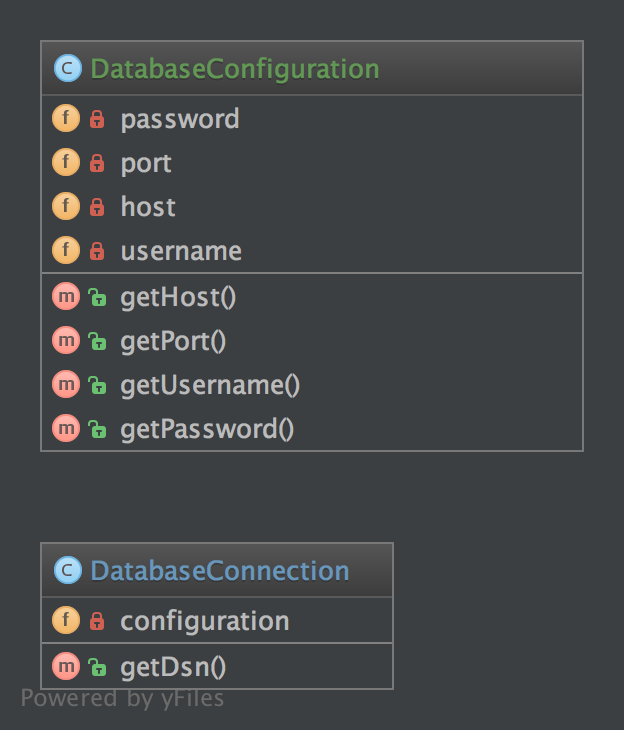 C DatabaseConfiguration
f password
f port
f host
f username
m getHost()
m getPort()
m getUsername()
m getPassword()
C DatabaseConnection
f configuration
m getDsn()
Powered by yFiles